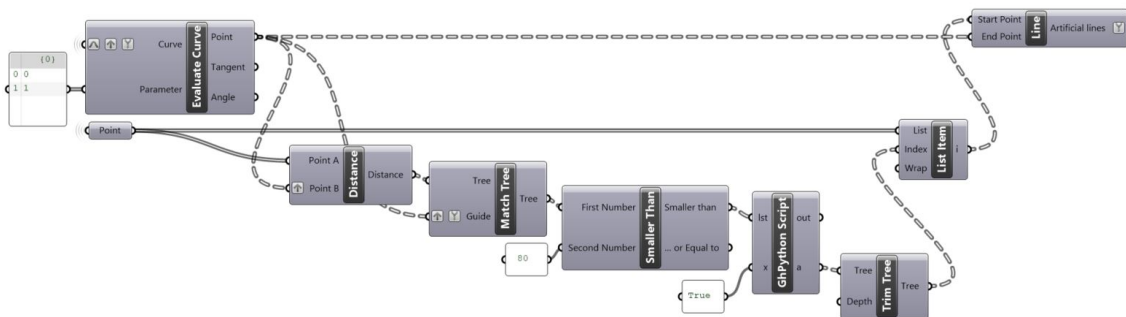 {0}
0 0
1 1
Curve
Parameter
Evaluate Curve
Point
Tangent
Angle
Point
Point A
Point B
Distance
Distance
Tree
Guide
Match Tree
Tree
First Number
Second Number
Smaller Than
Smaller than
... or Equal to
80
lst
x
GhPython Script
out
a
True
Tree
Depth
Trim Tree
Tree
List
Index
Wrap
List Item
i
Start Point
End Point
Line
Artificial lines